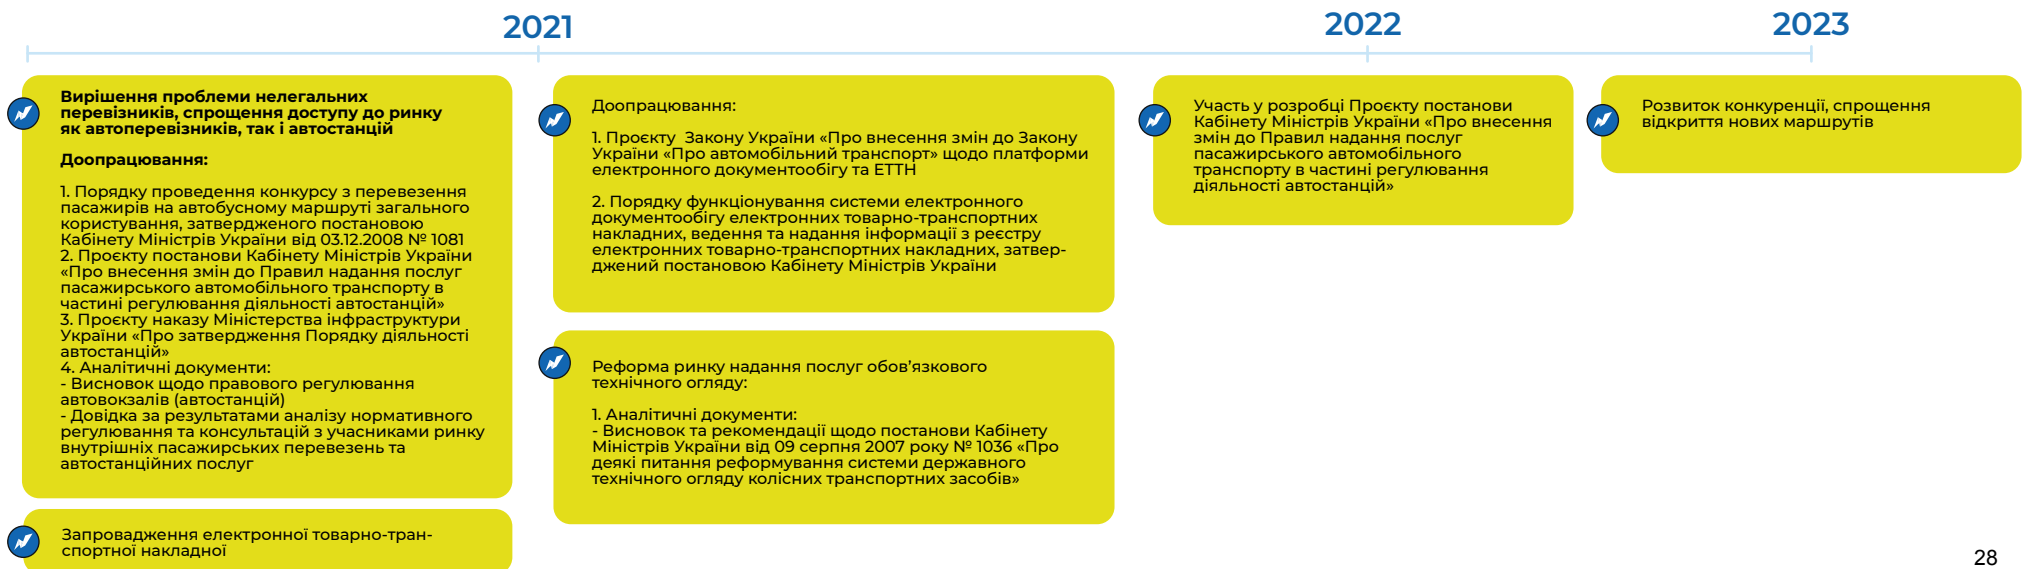 2021
2022
2023
Вирішення проблеми нелегальних
перевізників, спрощення доступу до ринку
як автоперевізників, так і автостанцій
Доопрацювання:
1. Порядку проведення конкурсу з перевезення
пасажирів на автобусному маршруті загального
користування, затвердженого постановою
Кабінету Міністрів України від 03.12.2008 № 1081
2. Проєкту постанови Кабінету Міністрів України
«Про внесення змін до Правил надання послуг
пасажирського автомобільного транспорту в
частині регулювання діяльності автостанцій»
3. Проєкту наказу Міністерства інфраструктури
України «Про затвердження Порядку діяльності
автостанцій»
4. Аналітичні документи:
- Висновок щодо правового регулювання
автовокзалів (автостанцій)
- Довідка за результатами аналізу нормативного
регулювання та консультацій з учасниками ринку
внутрішніх пасажирських перевезень та
автостанційних послуг
Запровадження електронної товарно-тран-
спортної накладної
Доопрацювання:
1. Проєкту Закону України «Про внесення змін до Закону
України «Про автомобільний транспорт» щодо платформи
електронного документообігу та ЕТТН
2. Порядку функціонування системи електронного
документообігу електронних товарно-транспортних
накладних, ведення та надання інформації з реєстру
електронних товарно-транспортних накладних, затвер-
джений постановою Кабінету Міністрів України
Реформа ринку надання послуг обов’язкового
технічного огляду:
1. Аналітичні документи:
- Висновок та рекомендації щодо постанови Кабінету
Міністрів України від 09 серпня 2007 року № 1036 «Про
деякі питання реформування системи державного
технічного огляду колісних транспортних засобів»
Участь у розробці Проєкту постанови
Кабінету Міністрів України «Про внесення
змін до Правил надання послуг
пасажирського автомобільного
транспорту в частині регулювання
діяльності автостанцій»
Розвиток конкуренції, спрощення
відкриття нових маршрутів
28